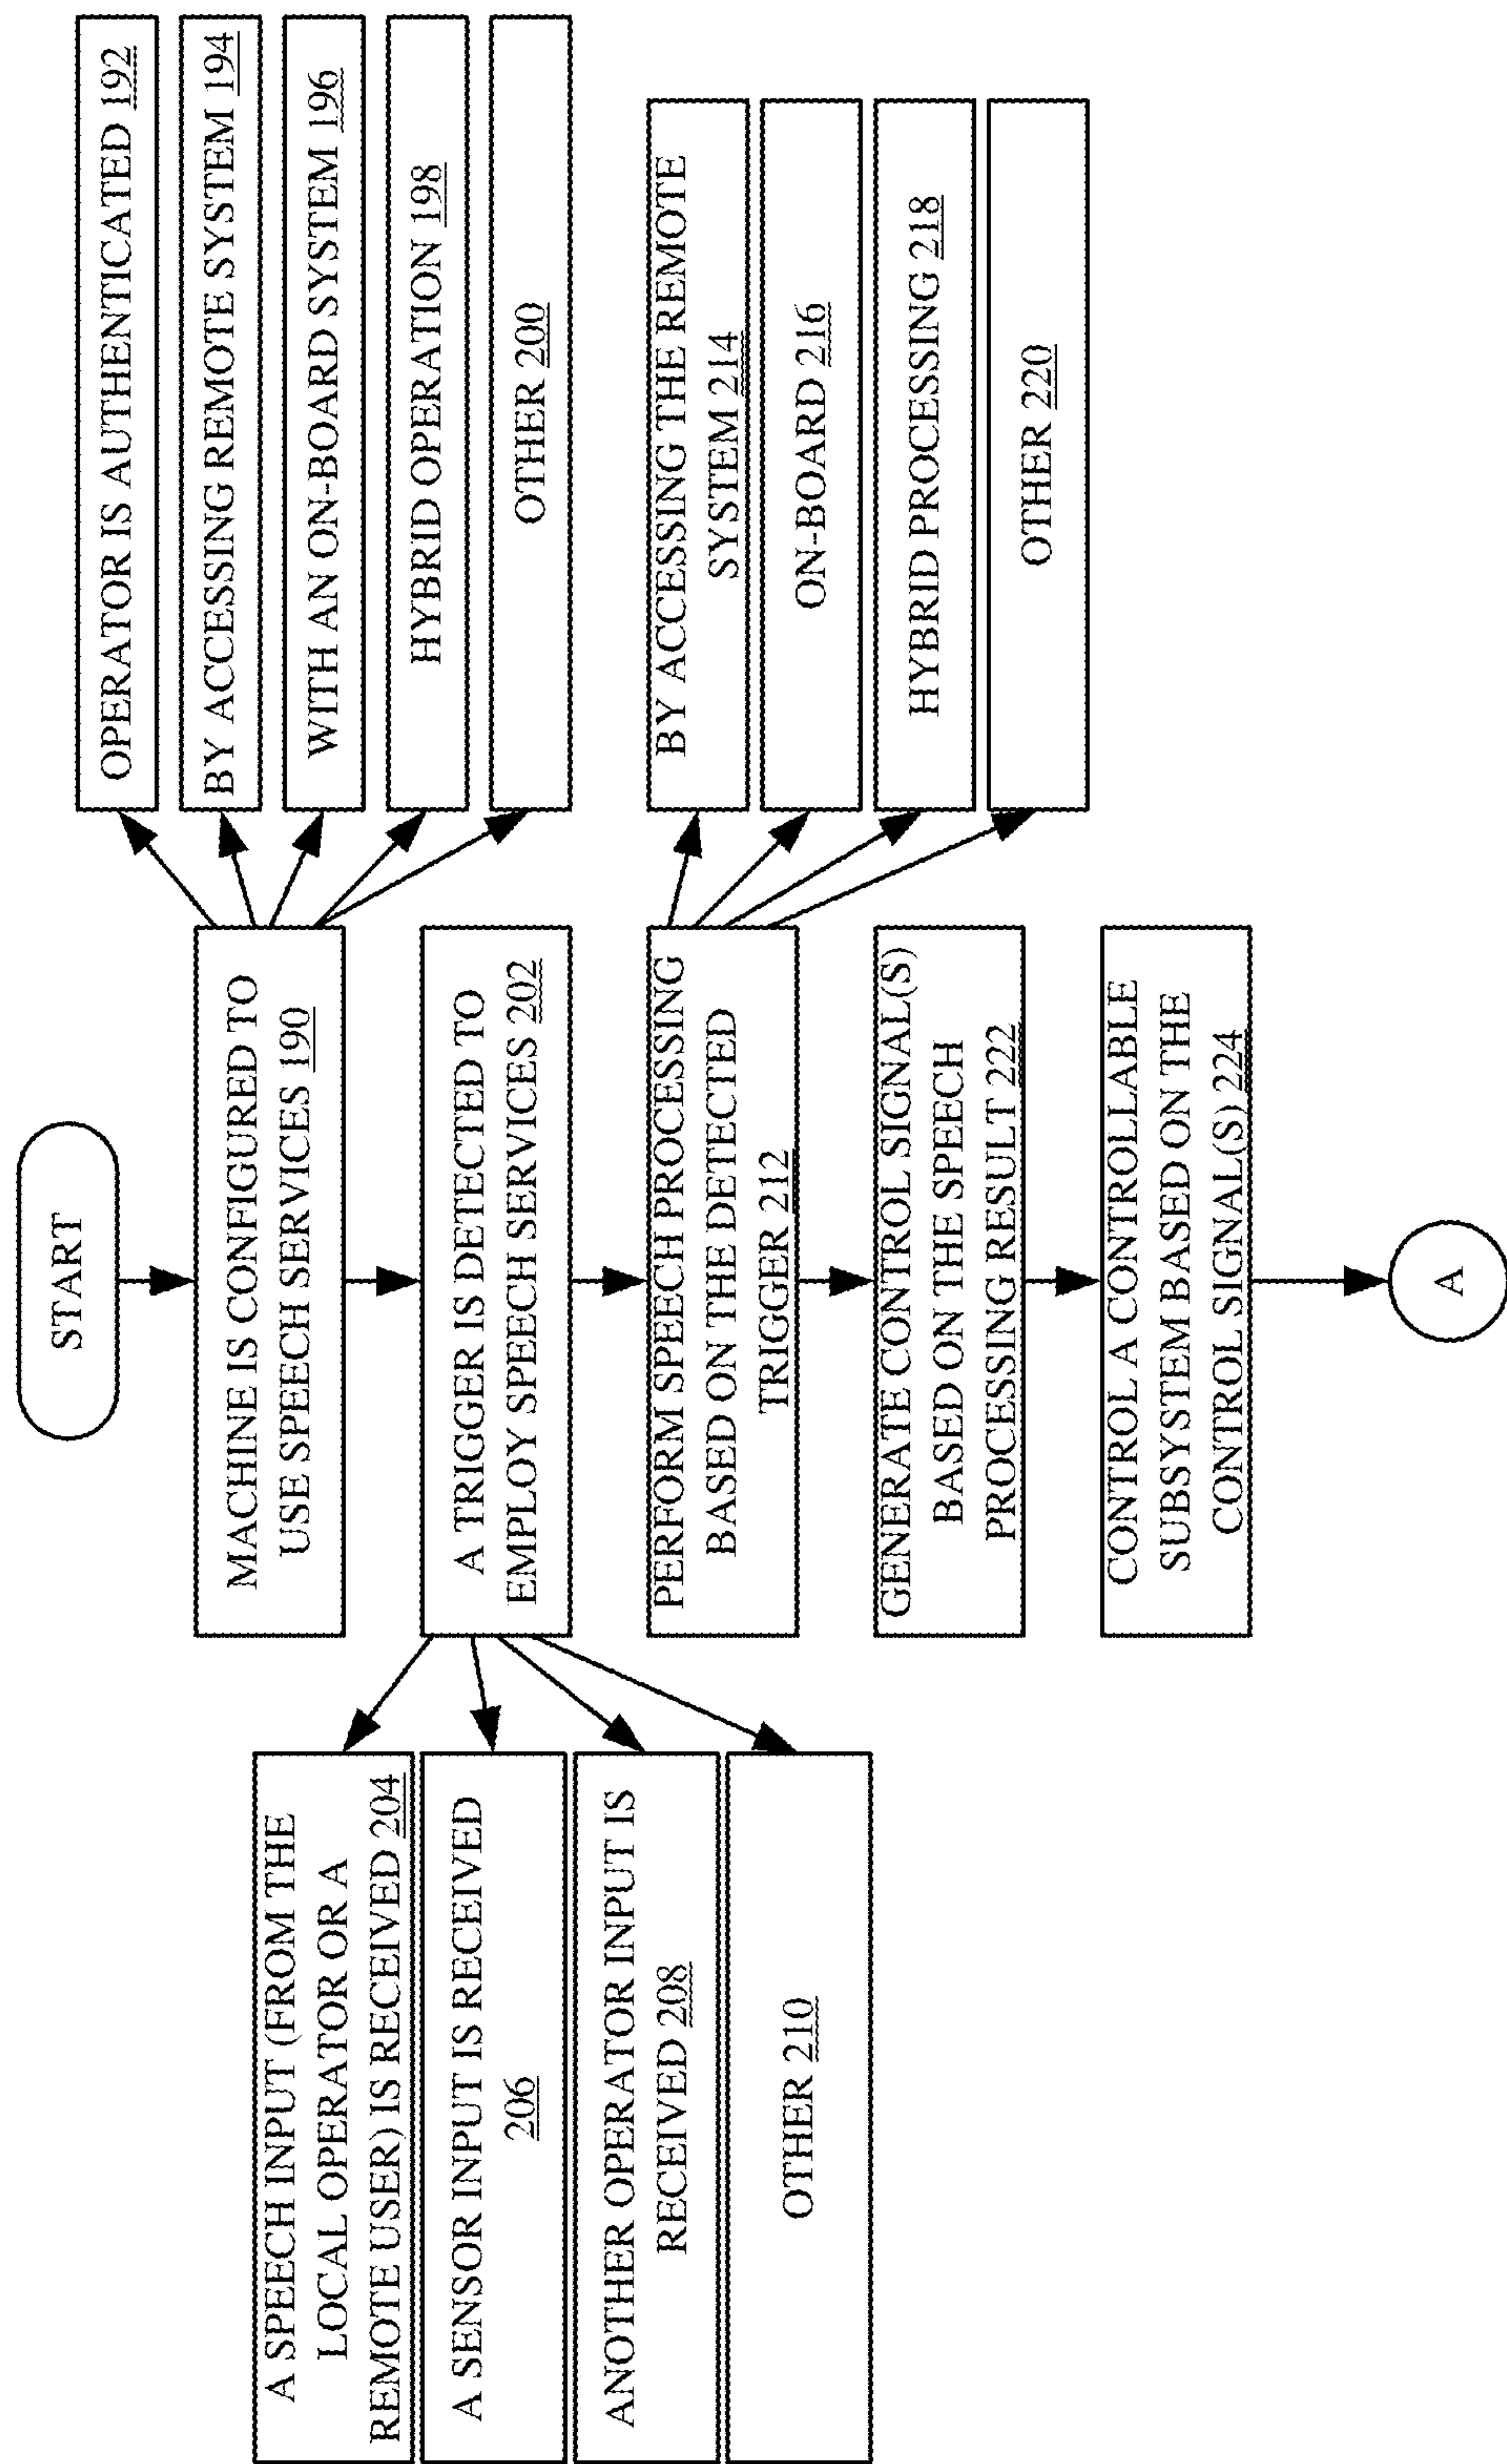 START
MACHINE IS CONFIGURED TO
USE SPEECH SERVICES 190
OPERATOR IS AUTHENTICATED 192
BY ACCESSING REMOTE SYSTEM 194
WITH AN ON-BOARD SYSTEM 196
HYBRID OPERATION 198
OTHER 200
A TRIGGER IS DETECTED TO
EMPLOY SPEECH SERVICES 202
A SPEECH INPUT (FROM THE
LOCAL OPERATOR OR A
REMOTE USER) IS RECEIVED 204
A SENSOR INPUT IS RECEIVED
206
ANOTHER OPERATOR INPUT IS
RECEIVED 208
OTHER 210
PERFORM SPEECH PROCESSING
BASED ON THE DETECTED
TRIGGER 212
BY ACCESSING THE REMOTE
SYSTEM 214
ON-BOARD 216
HYBRID PROCESSING 218
OTHER 220
GENERATE CONTROL SIGNAL(S)
BASED ON THE SPEECH
PROCESSING RESULT 222
CONTROL A CONTROLLABLE
SUBSYSTEM BASED ON THE
CONTROL SIGNAL(S) 224
A